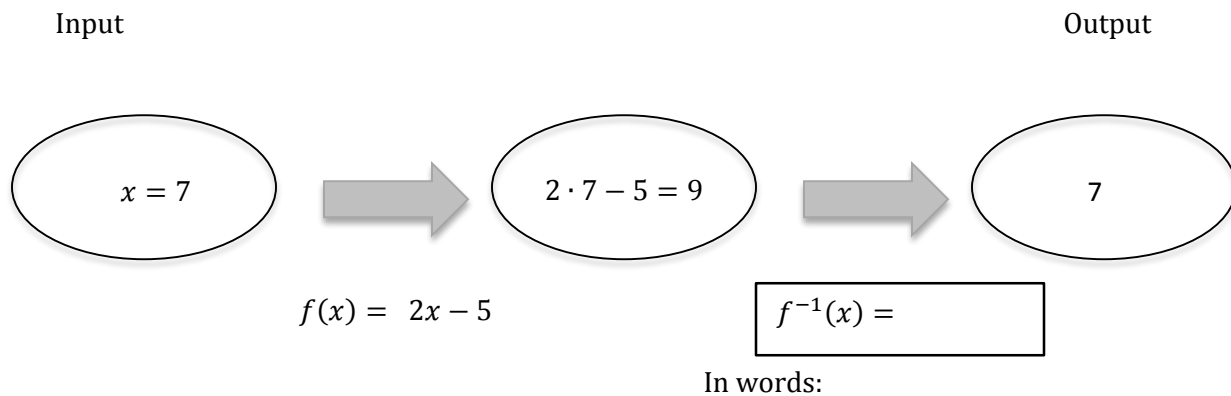 Input Output
x = 7 2 · 7 − 5 = 9 7
f(x) = 2x − 5 f⁻¹(x) =
In words: